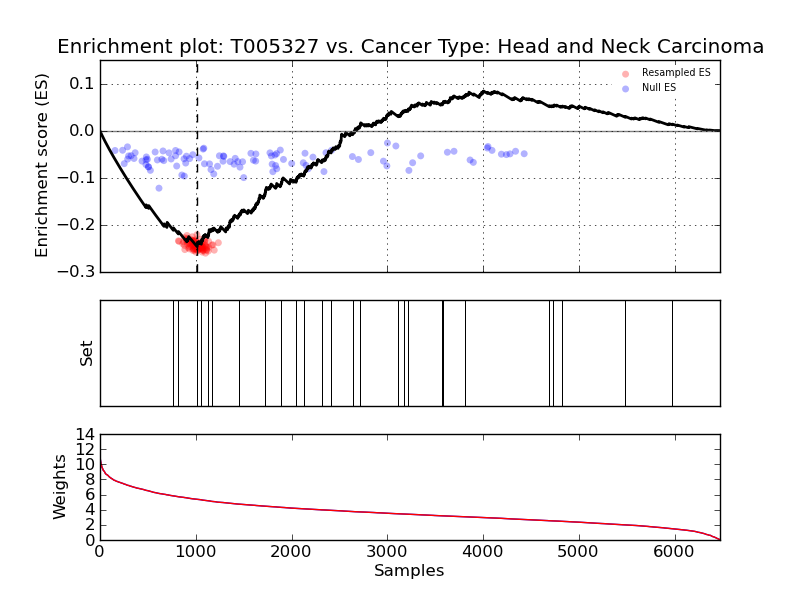 Enrichment plot: T005327 vs. Cancer Type: Head and Neck Carcinoma
Enrichment score (ES)
0.1
0.0
−0.1
−0.2
−0.3
Resampled ES
Null ES
Set
Weights
14
12
10
8
6
4
2
0
0 1000 2000 3000 4000 5000 6000
Samples